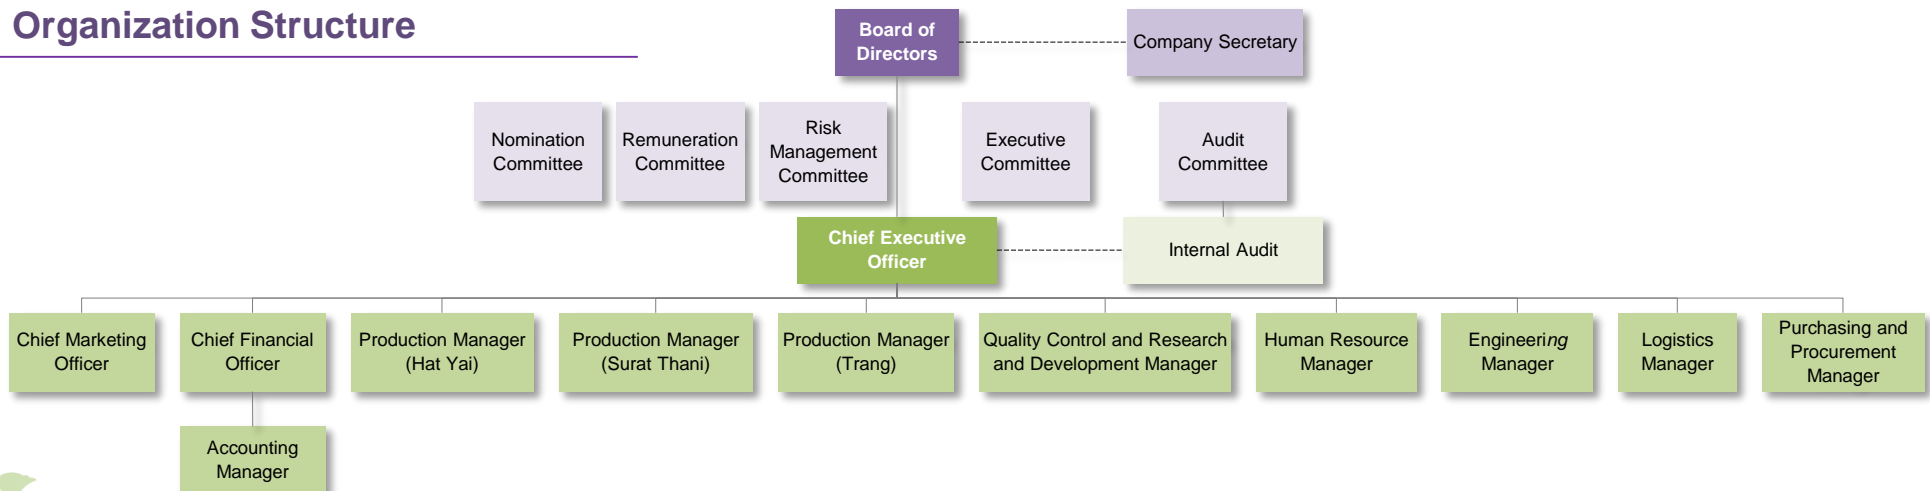 Organization Structure
Board of
Directors
Company Secretary
Nomination
Committee
Remuneration
Committee
Risk
Management
Committee
Executive
Committee
Audit
Committee
Chief Executive
Officer
Internal Audit
Chief Marketing
Officer
Chief Financial
Officer
Production Manager
(Hat Yai)
Production Manager
(Surat Thani)
Production Manager
(Trang)
Quality Control and Research
and Development Manager
Human Resource
Manager
Engineering
Manager
Logistics
Manager
Purchasing and
Procurement
Manager
Accounting
Manager